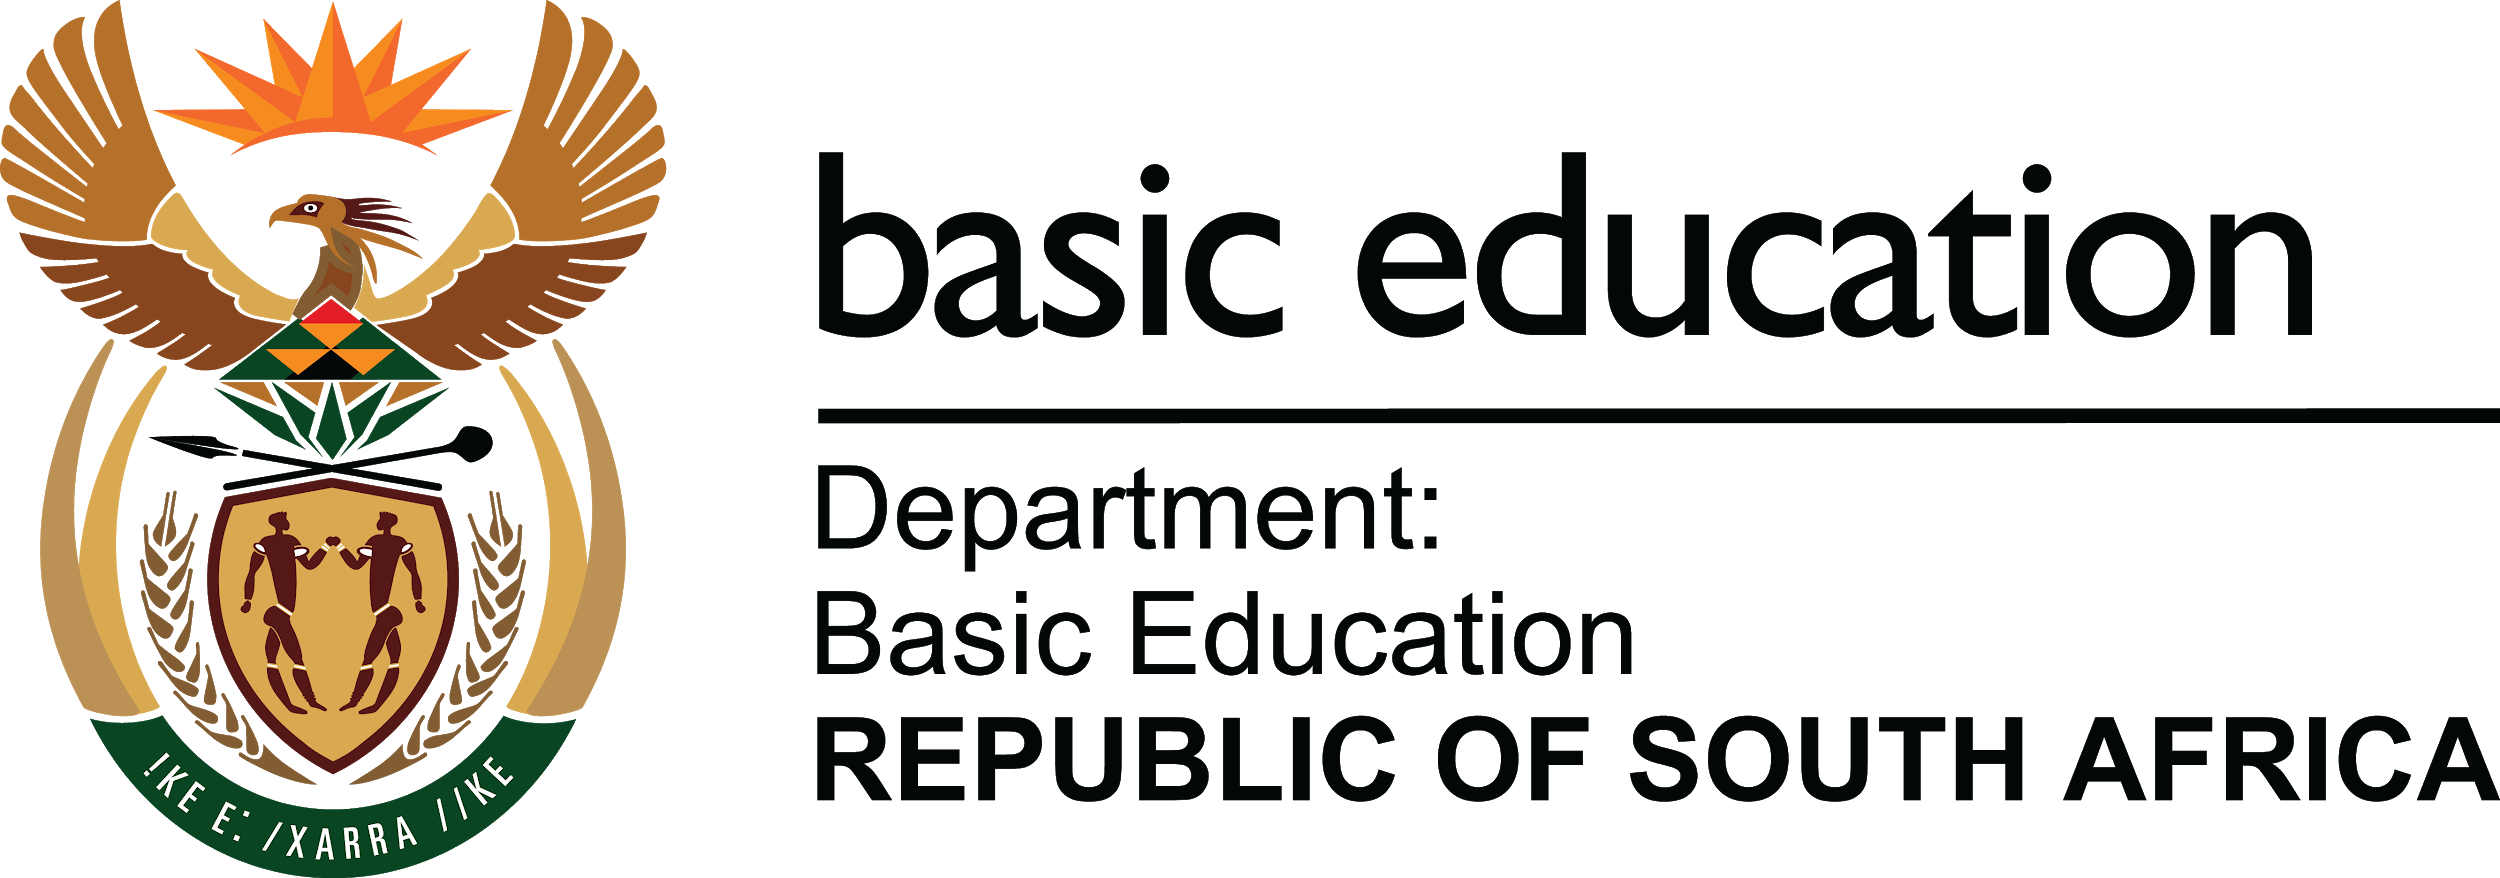 basic education
Department:
Basic Education
REPUBLIC OF SOUTH AFRICA
!KE E: /XARRA //KE